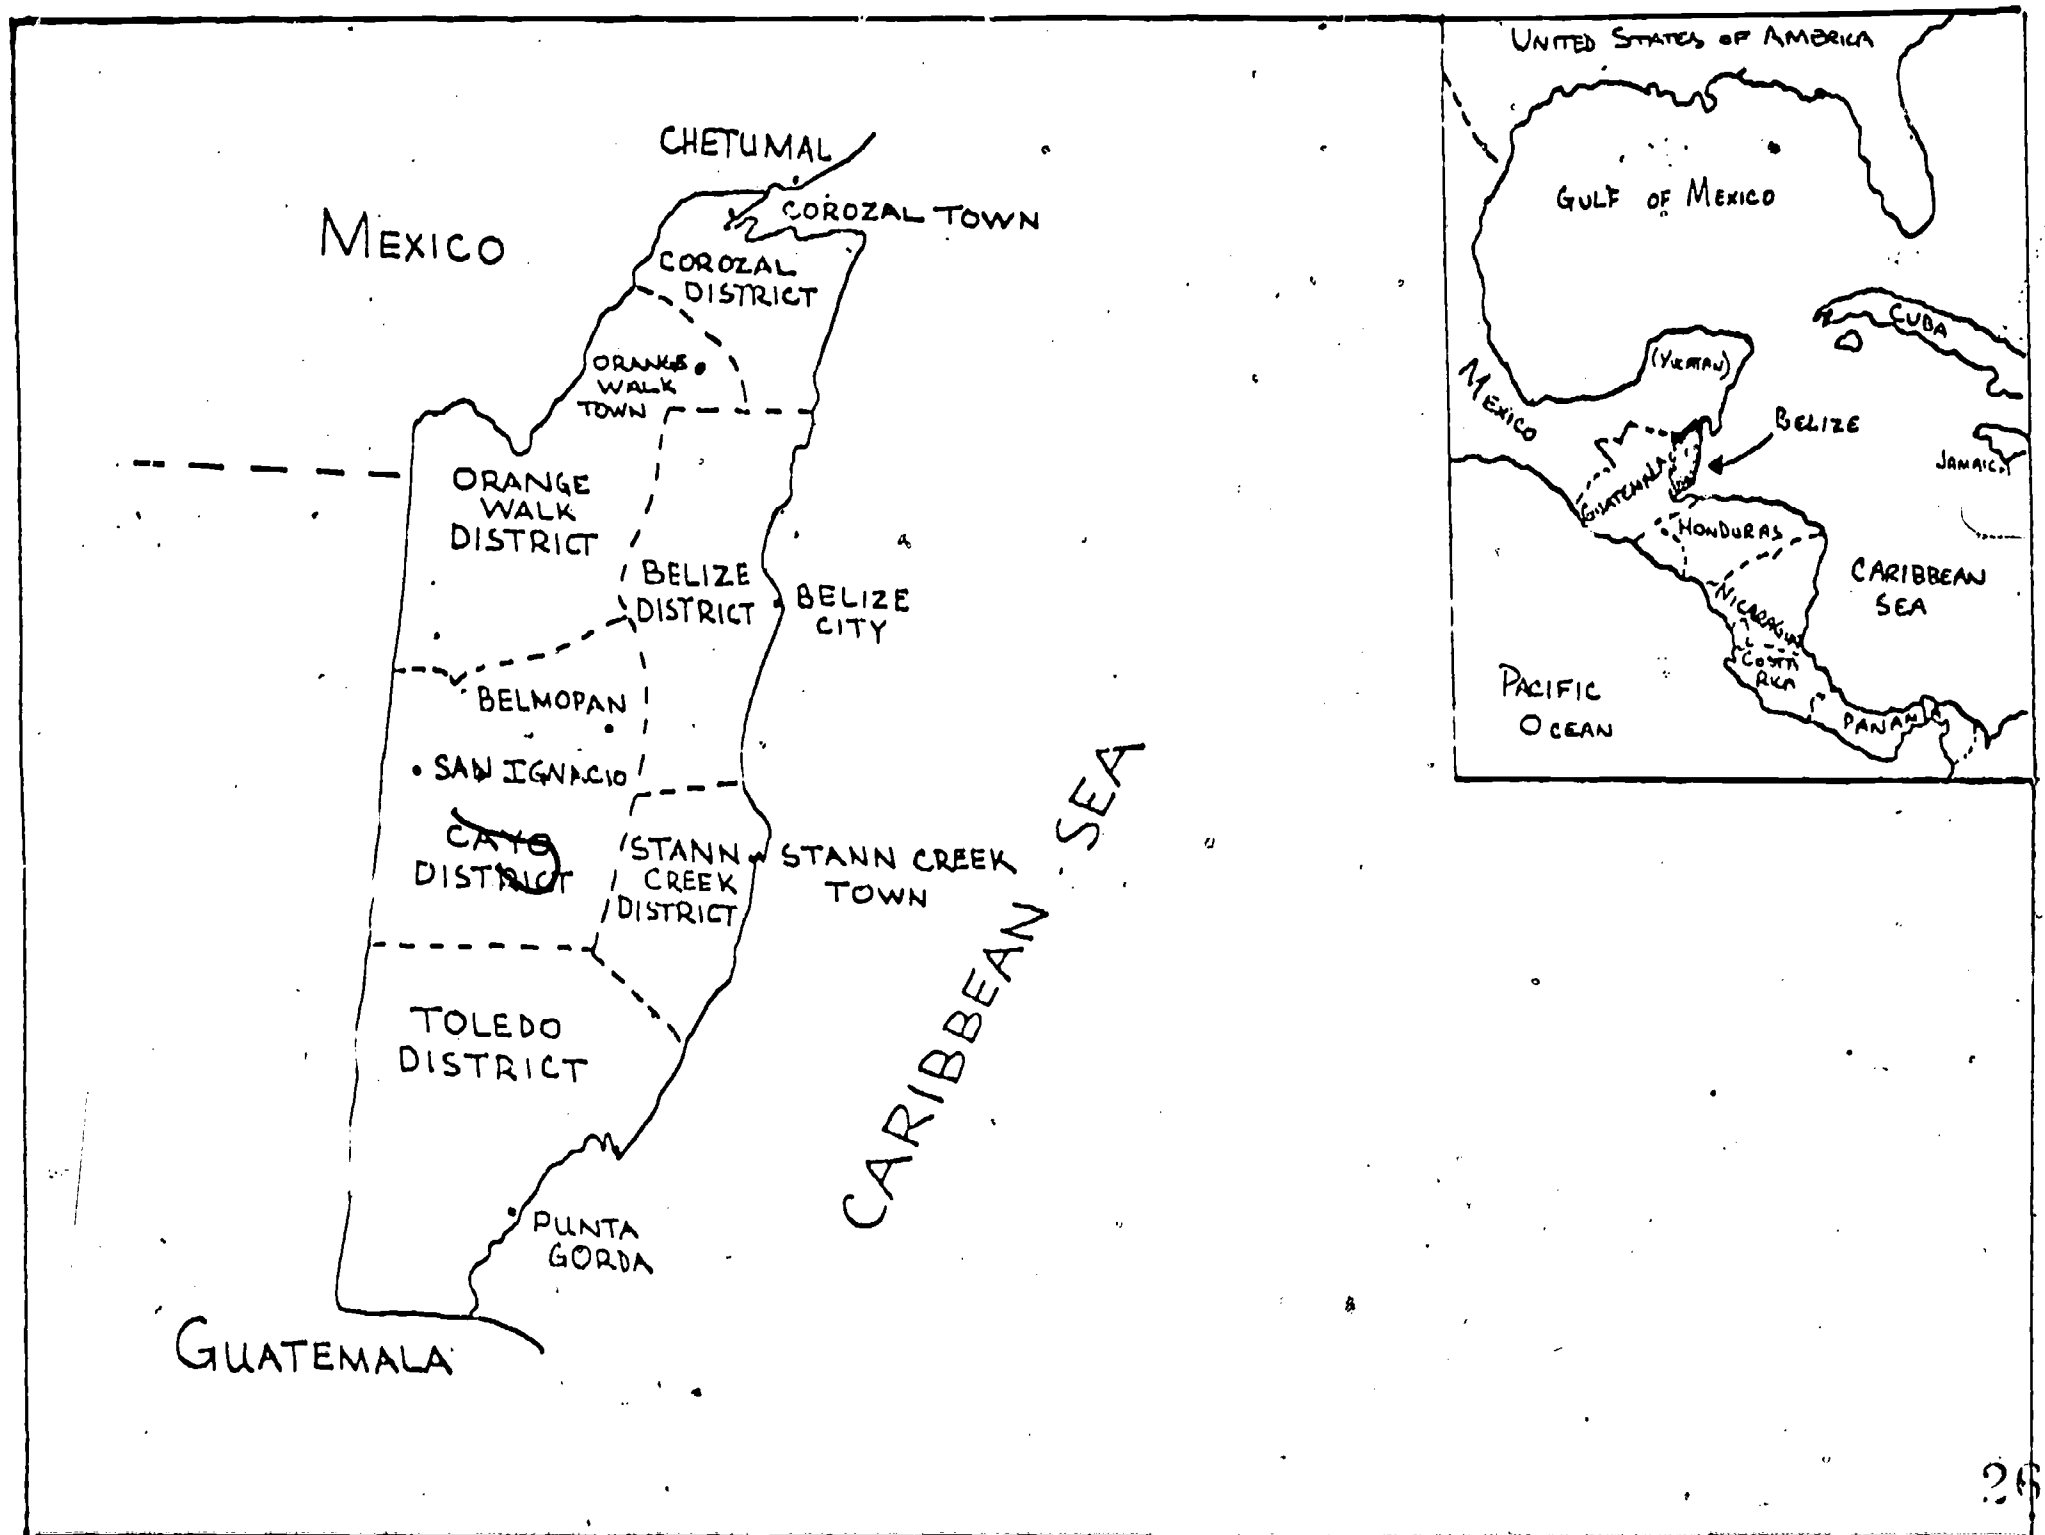 CHETUMAL
COROZAL TOWN
MEXICO
COROZAL
DISTRICT
ORANGE
WALK
TOWN
ORANGE
WALK
DISTRICT
BELIZE
DISTRICT
BELIZE
CITY
BELMOPAN
SAN IGNACIO
CAYO
DISTRICT
STANN
CREEK
DISTRICT
STANN CREEK
TOWN
TOLEDO
DISTRICT
PUNTA
GORDA
GUATEMALA
CARIBBEAN SEA
UNITED STATES OF AMERICA
GULF OF MEXICO
CUBA
(YUCATAN)
MEXICO
BELIZE
JAMAICA
GUATEMALA
HONDURAS
CARIBBEAN
SEA
NICARAGUA
COSTA
RICA
PACIFIC
OCEAN
PANAMA
26